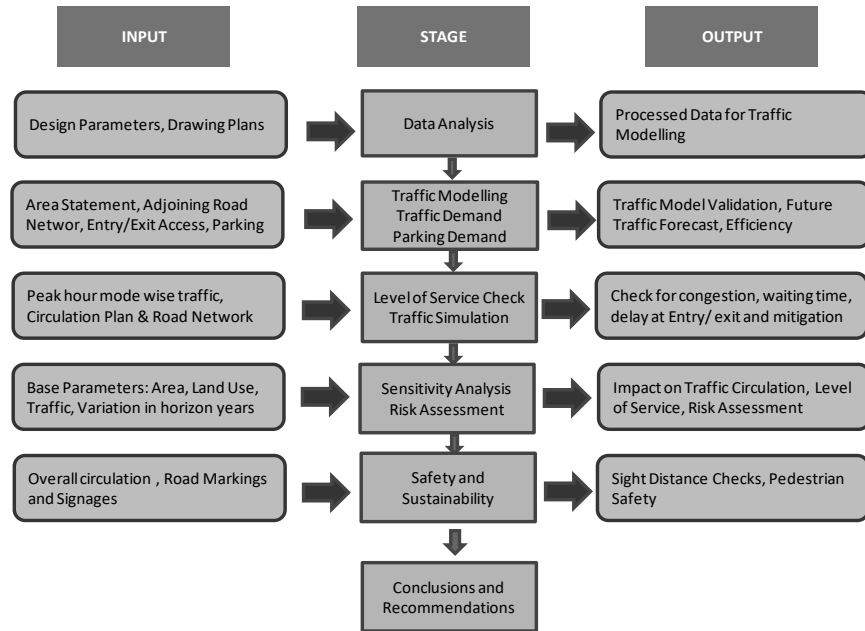 INPUT
STAGE
OUTPUT
Design Parameters, Drawing Plans
Data Analysis
Processed Data for Traffic
Modelling
Area Statement, Adjoining Road
Networ, Entry/Exit Access, Parking
Traffic Modelling
Traffic Demand
Parking Demand
Traffic Model Validation, Future
Traffic Forecast, Efficiency
Peak hour mode wise traffic,
Circulation Plan & Road Network
Level of Service Check
Traffic Simulation
Check for congestion, waiting time,
delay at Entry/ exit and mitigation
Base Parameters: Area, Land Use,
Traffic, Variation in horizon years
Sensitivity Analysis
Risk Assessment
Impact on Traffic Circulation, Level
of Service, Risk Assessment
Overall circulation , Road Markings
and Signages
Safety and
Sustainability
Sight Distance Checks, Pedestrian
Safety
Conclusions and
Recommendations